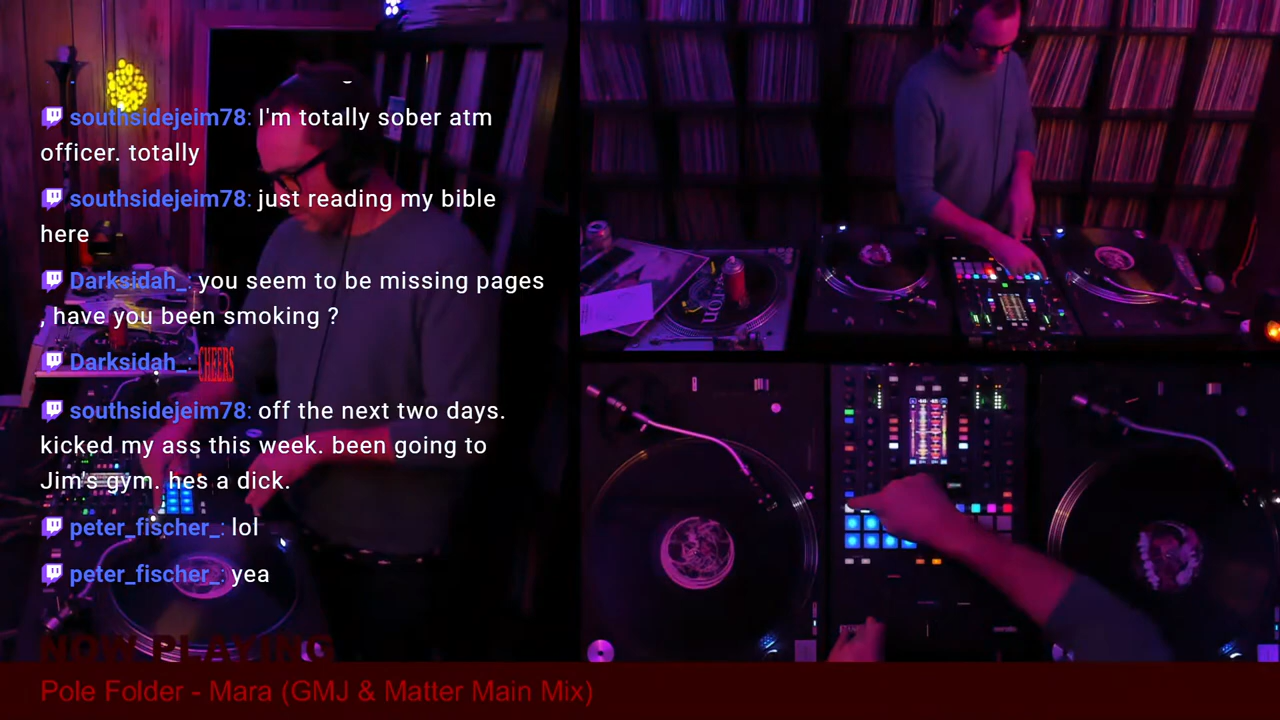 southsidejeim78: I'm totally sober atm
officer. totally
southsidejeim78: just reading my bible
here
Darksidah_: you seem to be missing pages
, have you been smoking ?
Darksidah_: CHEERS
southsidejeim78: off the next two days.
kicked my ass this week. been going to
Jim's gym. hes a dick.
peter_fischer_: lol
peter_fischer_: yea
NOW PLAYING
Pole Folder - Mara (GMJ & Matter Main Mix)